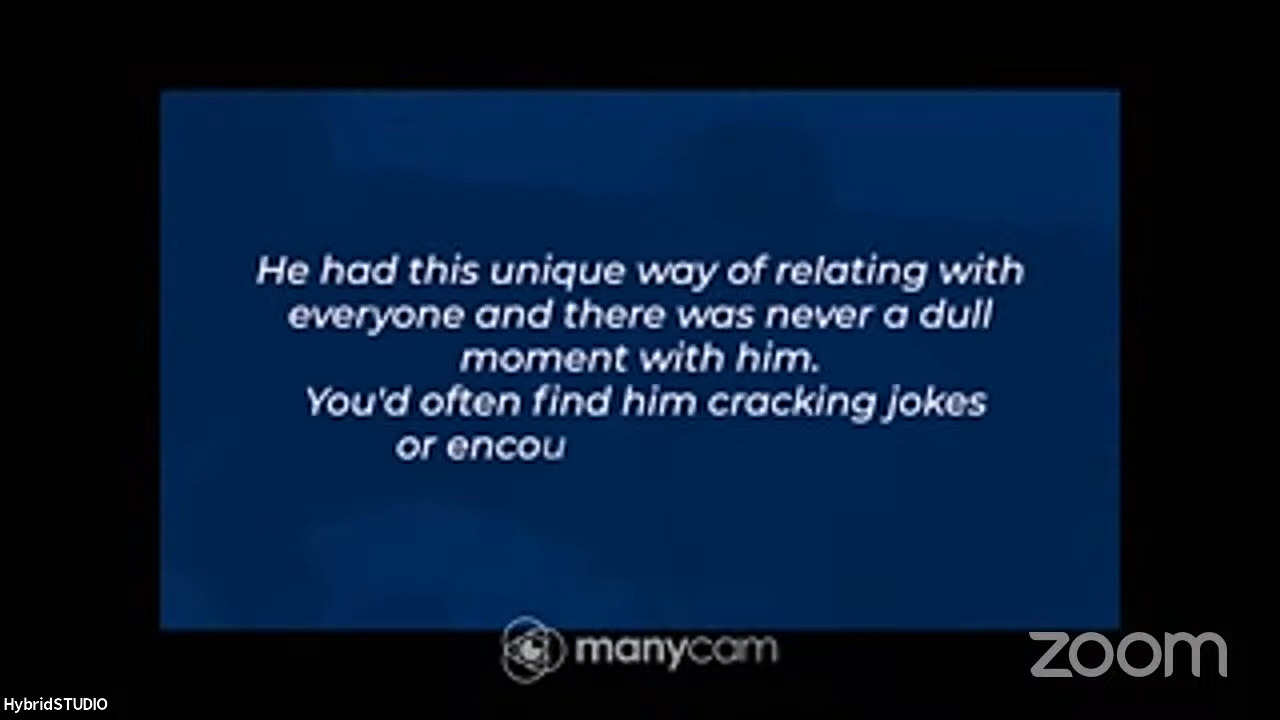 He had this unique way of relating with
everyone and there was never a dull
moment with him.
You'd often find him cracking jokes
or encou
manycam
zoom
HybridSTUDIO